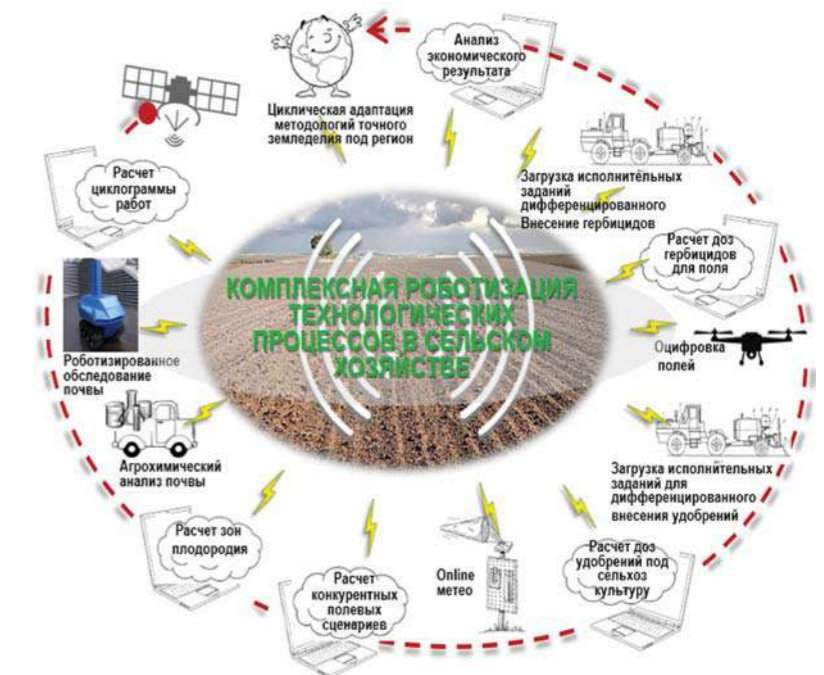 Анализ
экономического
результата
Циклическая адаптация
методологий точного
земледелия под регион
Расчет
циклограммы
работ
Загрузка исполнительных
заданий
дифференцированного
Внесение гербицидов
Расчет доз
гербицидов
для поля
КОМПЛЕКСНАЯ РОБОТИЗАЦИЯ
ТЕХНОЛОГИЧЕСКИХ
ПРОЦЕССОВ В СЕЛЬСКОМ
ХОЗЯЙСТВЕ
Роботизированное
обследование
почвы
Оцифровка
полей
Агрохимический
анализ почвы
Загрузка исполнительных
заданий для
дифференцированного
внесения удобрений
Расчет зон
плодородия
Расчет
конкурентных
полевых
сценариев
Online
метео
Расчет доз
удобрений под
сельхоз
культуру